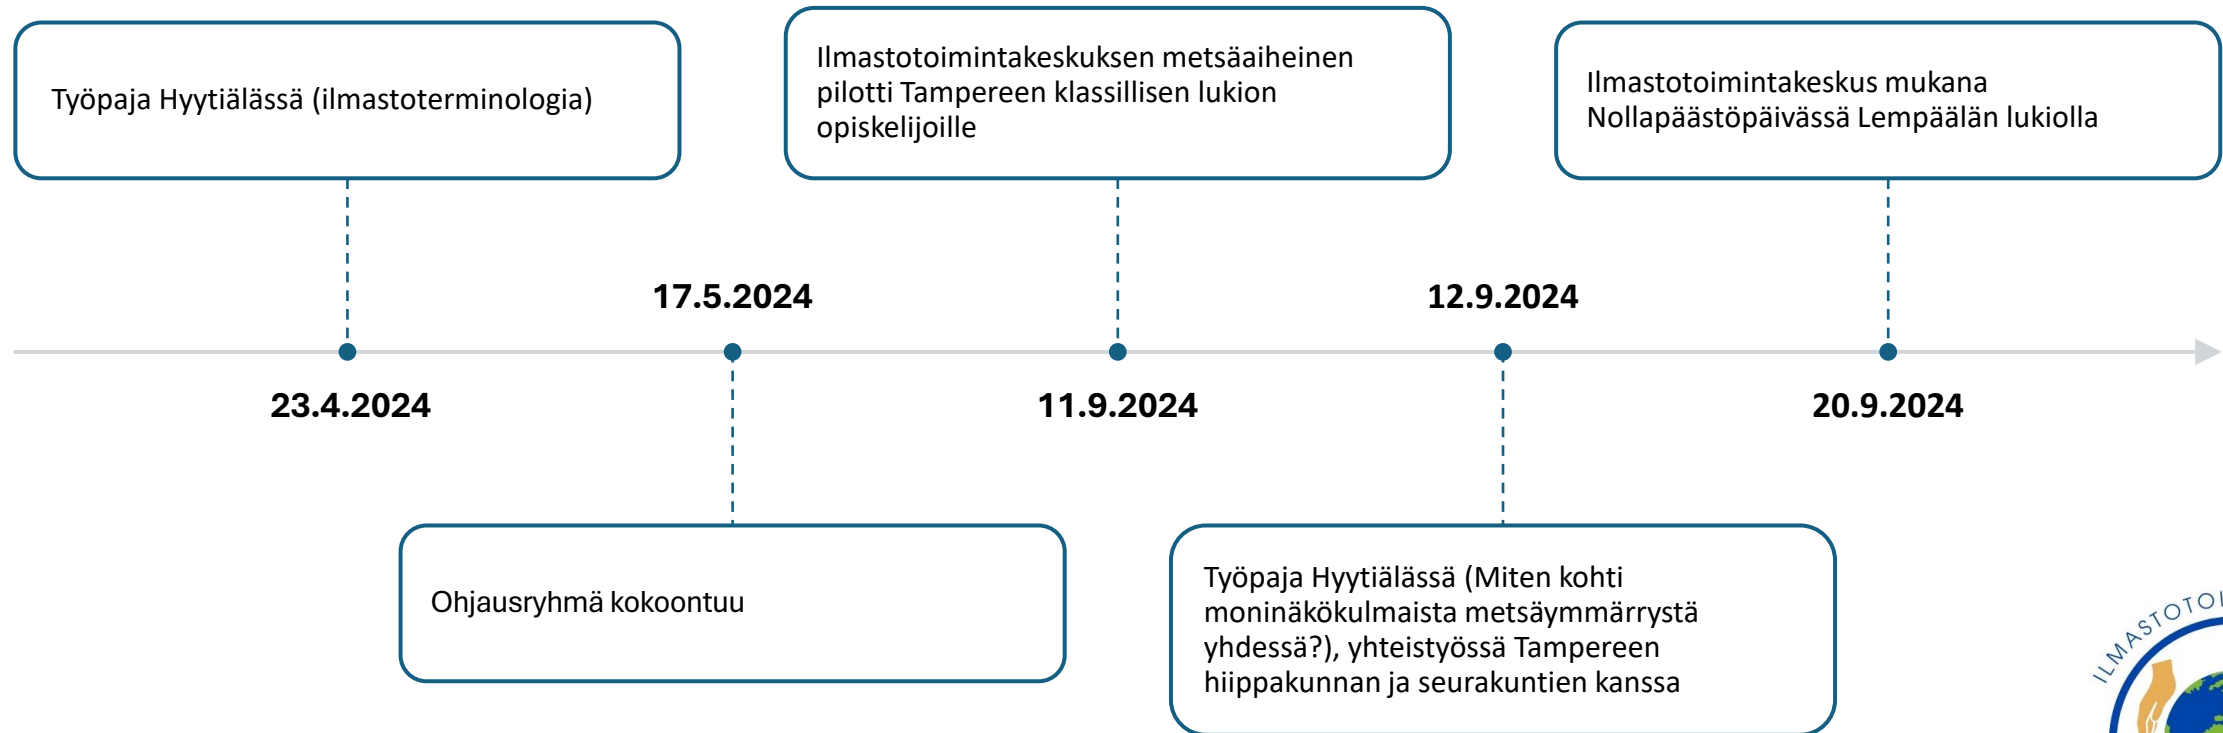 Työpaja Hyytiälässä (ilmastoterminologia)
Ilmastotoimintakeskuksen metsäaiheinen
pilotti Tampereen klassillisen lukion
opiskelijoille
Ilmastotoimintakeskus mukana
Nollapäästöpäivässä Lempäälän lukiolla
17.5.2024
12.9.2024
23.4.2024
11.9.2024
20.9.2024
Ohjausryhmä kokoontuu
Työpaja Hyytiälässä (Miten kohti
moninäkökulmaista metsäymmärrystä
yhdessä?), yhteistyössä Tampereen
hiippakunnan ja seurakuntien kanssa